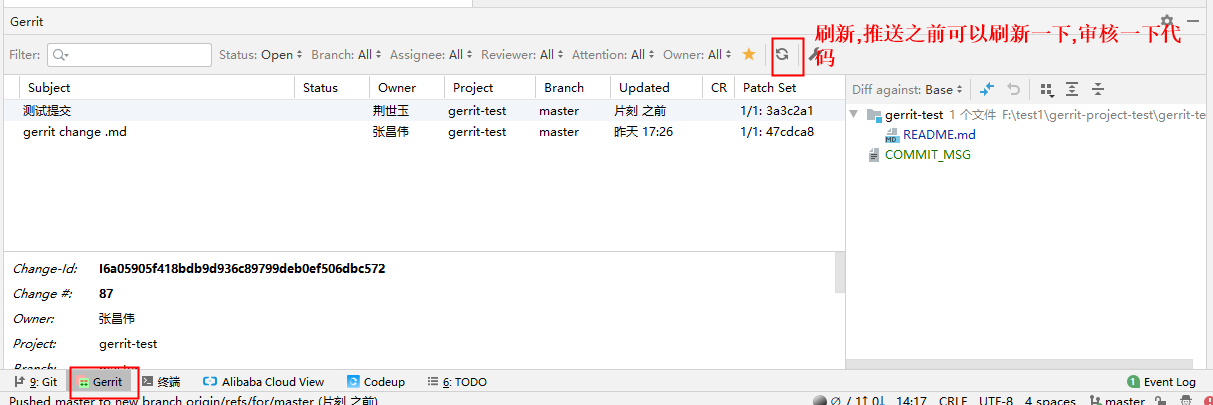 Gerrit
刷新,推送之前可以刷新一下,审核一下代
码
Filter: Status: Open Branch: All Assignee: All Reviewer: All Attention: All Owner: All
Subject Status Owner Project Branch Updated CR Patch Set
测试提交 荆世玉 gerrit-test master 片刻 之前 1/1: 3a3c2a1
gerrit change .md 张昌伟 gerrit-test master 昨天 17:26 1/1: 47cdca8
Diff against: Base
gerrit-test 1 个文件 F:\test1\gerrit-project-test\gerrit-te
MD README.md
COMMIT_MSG
Change-Id: I6a05905f418bdb9d936c89799deb0ef506dbc572
Change #: 87
Owner: 张昌伟
Project: gerrit-test
Branch: master
9: Git Gerrit 终端 Alibaba Cloud View Codeup 6: TODO 1 Event Log
Pushed master to new branch origin/refs/for/master (片刻 之前) 1↑ 0↓ 14:17 CRLF UTF-8 4 spaces master